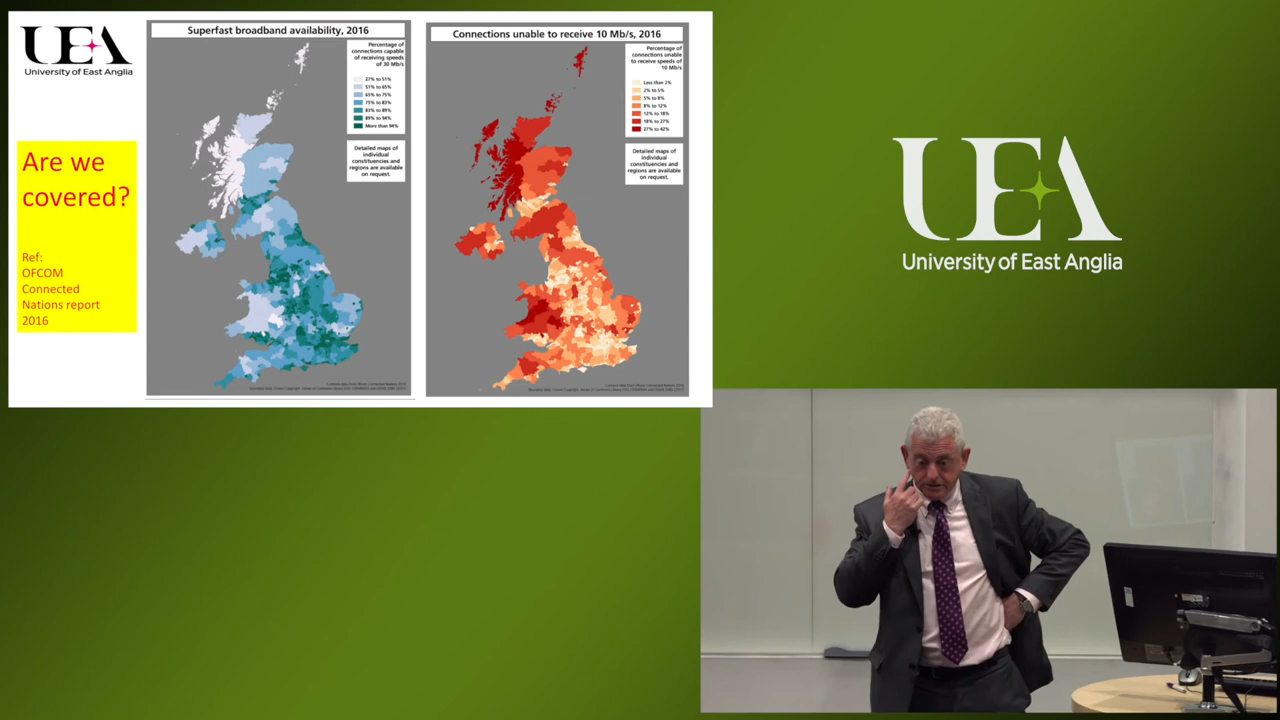 UEA
University of East Anglia
Are we
covered?
Ref:
OFCOM
Connected
Nations report
2016
Superfast broadband availability, 2016
Percentage of
connections capable
of receiving speeds
of 30 Mb/s
27% to 51%
51% to 65%
65% to 75%
75% to 83%
83% to 89%
89% to 94%
More than 94%
Detailed maps of
individual
constituencies and
regions are available
on request.
Connections unable to receive 10 Mb/s, 2016
Percentage of
connections unable
to receive speeds of
10 Mb/s
Less than 2%
2% to 5%
5% to 8%
8% to 12%
12% to 18%
18% to 27%
27% to 42%
Detailed maps of
individual
constituencies and
regions are available
on request.
UEA
University of East Anglia